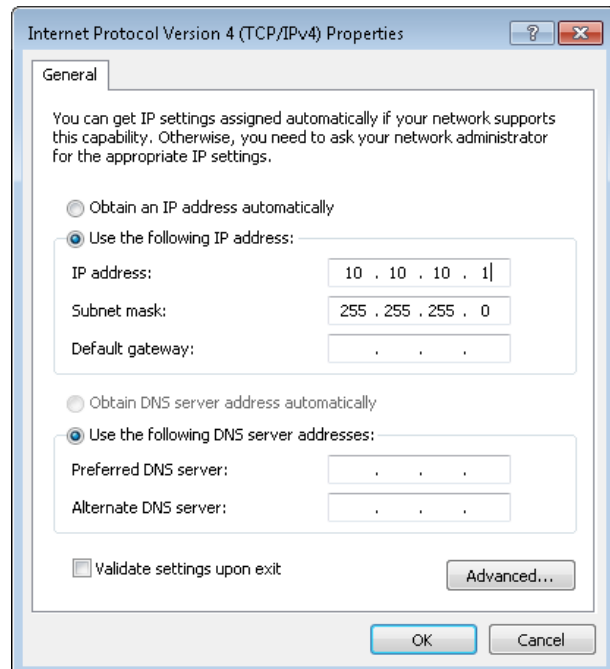 Internet Protocol Version 4 (TCP/IPv4) Properties
General
You can get IP settings assigned automatically if your network supports
this capability. Otherwise, you need to ask your network administrator
for the appropriate IP settings.
Obtain an IP address automatically
Use the following IP address:
IP address: 10 . 10 . 10 . 1
Subnet mask: 255 . 255 . 255 . 0
Default gateway: . . .
Obtain DNS server address automatically
Use the following DNS server addresses:
Preferred DNS server: . . .
Alternate DNS server: . . .
Validate settings upon exit
Advanced...
OK Cancel